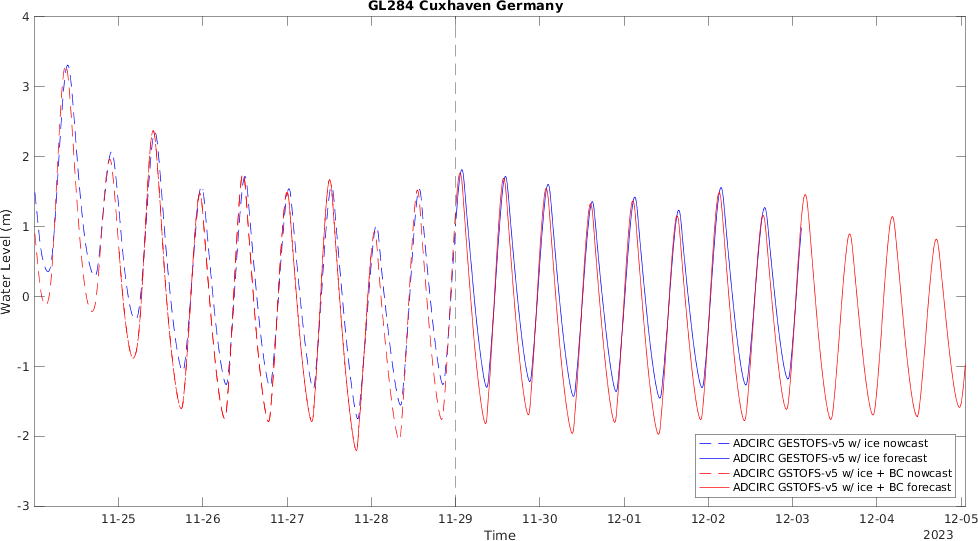 GL284 Cuxhaven Germany
4
3
2
1
0
-1
-2
-3
Water Level (m)
ADCIRC GESTOFS-v5 w/ ice nowcast
ADCIRC GESTOFS-v5 w/ ice forecast
ADCIRC GSTOFS-v5 w/ ice + BC nowcast
ADCIRC GSTOFS-v5 w/ ice + BC forecast
11-25 11-26 11-27 11-28 11-29 11-30 12-01 12-02 12-03 12-04 12-05
Time
2023